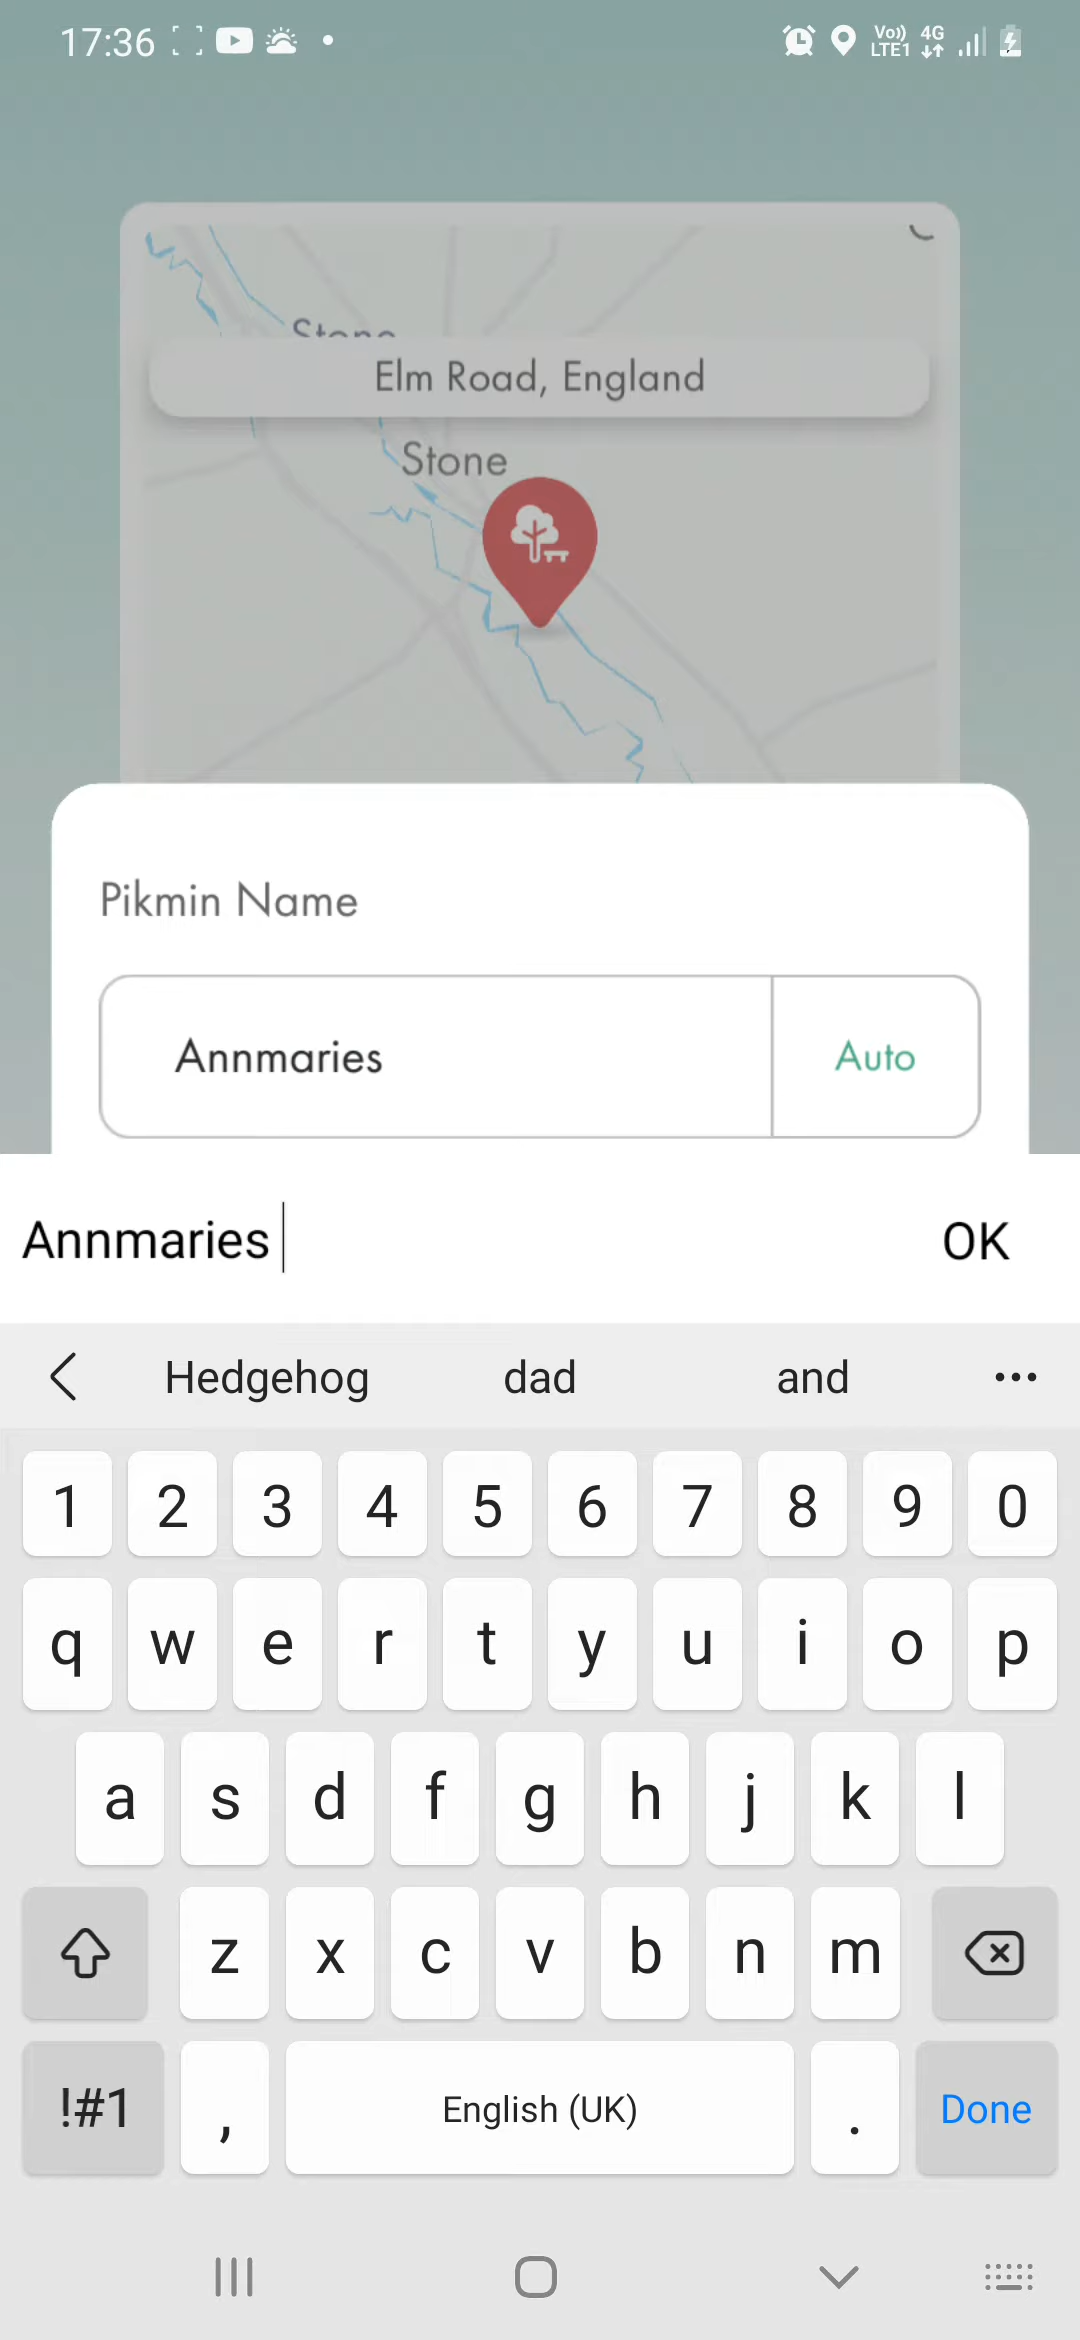 17:36
Vo)) LTE1 4G
Stone
Elm Road, England
Stone
Pikmin Name
Annmaries
Auto
Annmaries
OK
Hedgehog dad and
1 2 3 4 5 6 7 8 9 0
q w e r t y u i o p
a s d f g h j k l
z x c v b n m
!#1 , English (UK) . Done